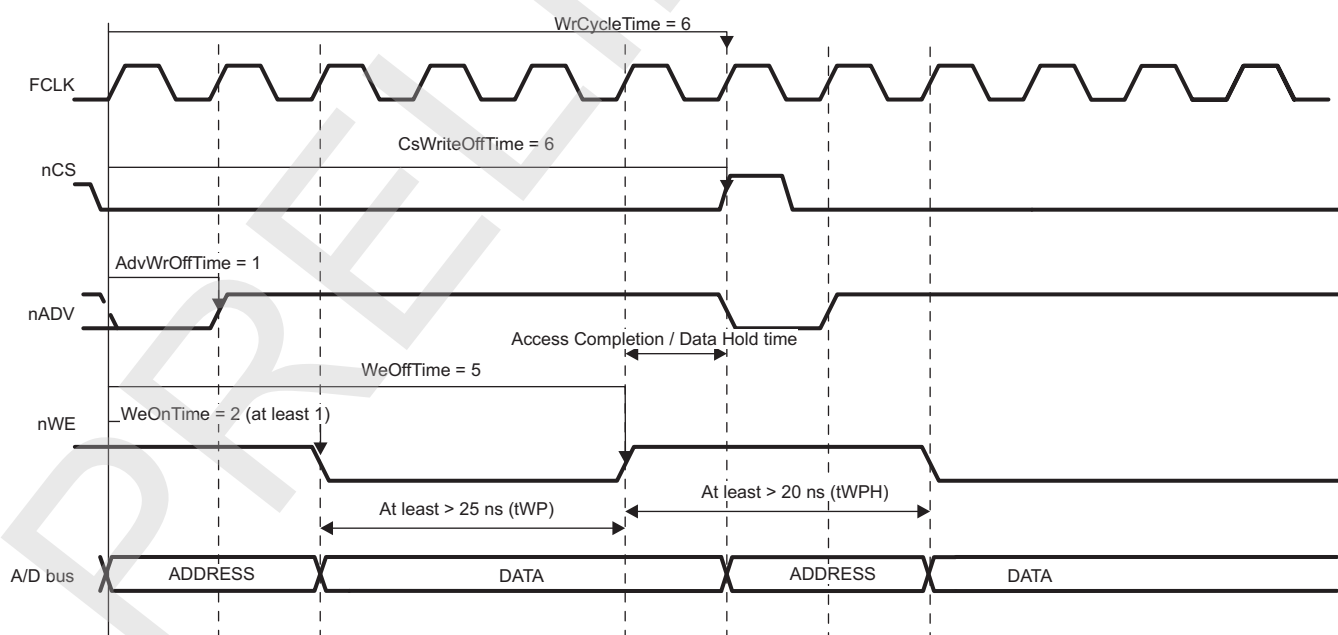 WrCycleTime = 6
FCLK
CsWriteOffTime = 6
nCS
AdvWrOffTime = 1
nADV
Access Completion / Data Hold time
WeOffTime = 5
WeOnTime = 2 (at least 1)
nWE
At least > 25 ns (tWP)
At least > 20 ns (tWPH)
A/D bus
ADDRESS
DATA
ADDRESS
DATA
PRELI